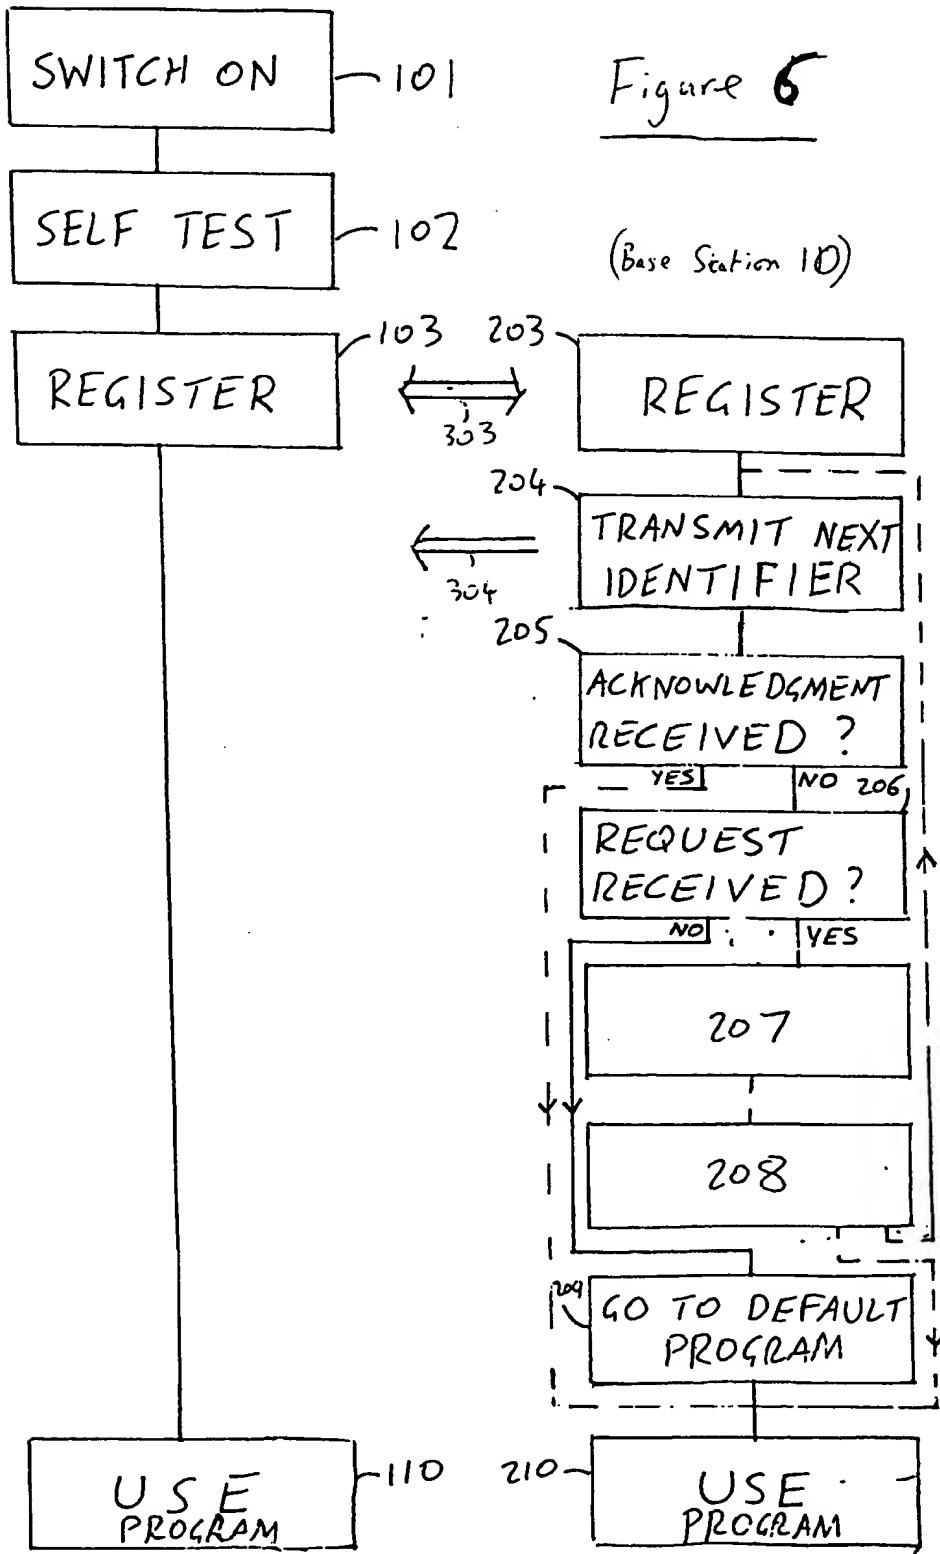 SWITCH ON
101
Figure 6
SELF TEST
102
(Base Station 10)
103
203
REGISTER
303
REGISTER
204
TRANSMIT NEXT
IDENTIFIER
304
205
ACKNOWLEDGMENT
RECEIVED ?
YES
NO
206
REQUEST
RECEIVED ?
NO
YES
207
208
209
GO TO DEFAULT
PROGRAM
USE
PROGRAM
110
210
USE
PROGRAM